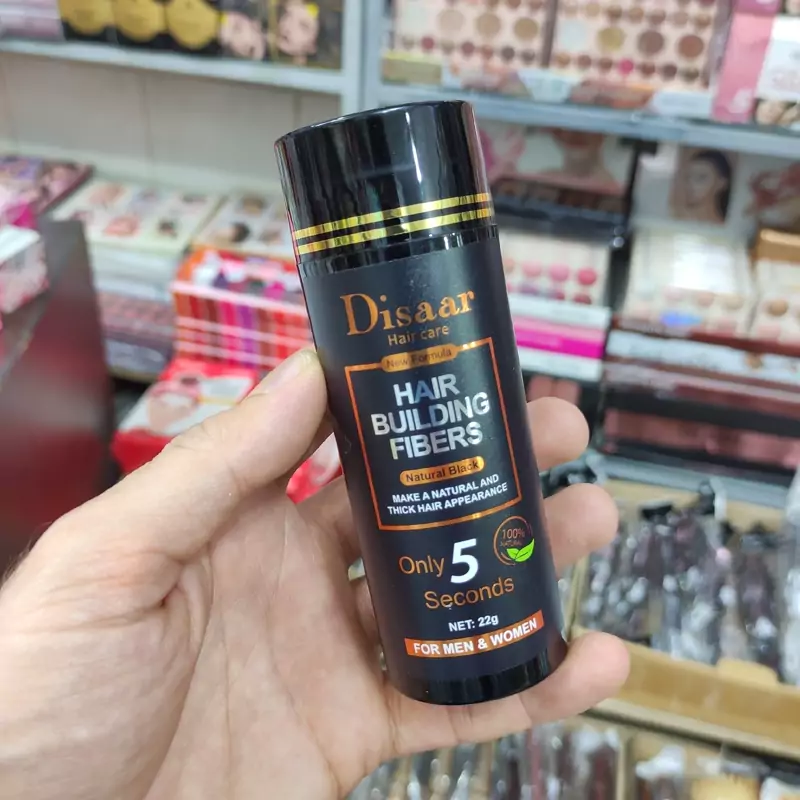 Disaar
Hair care
New Formula
HAIR
BUILDING
FIBERS
Natural Black
MAKE A NATURAL AND
THICK HAIR APPEARANCE
Only 5
Seconds
100%
NATURAL
NET: 22g
FOR MEN & WOMEN